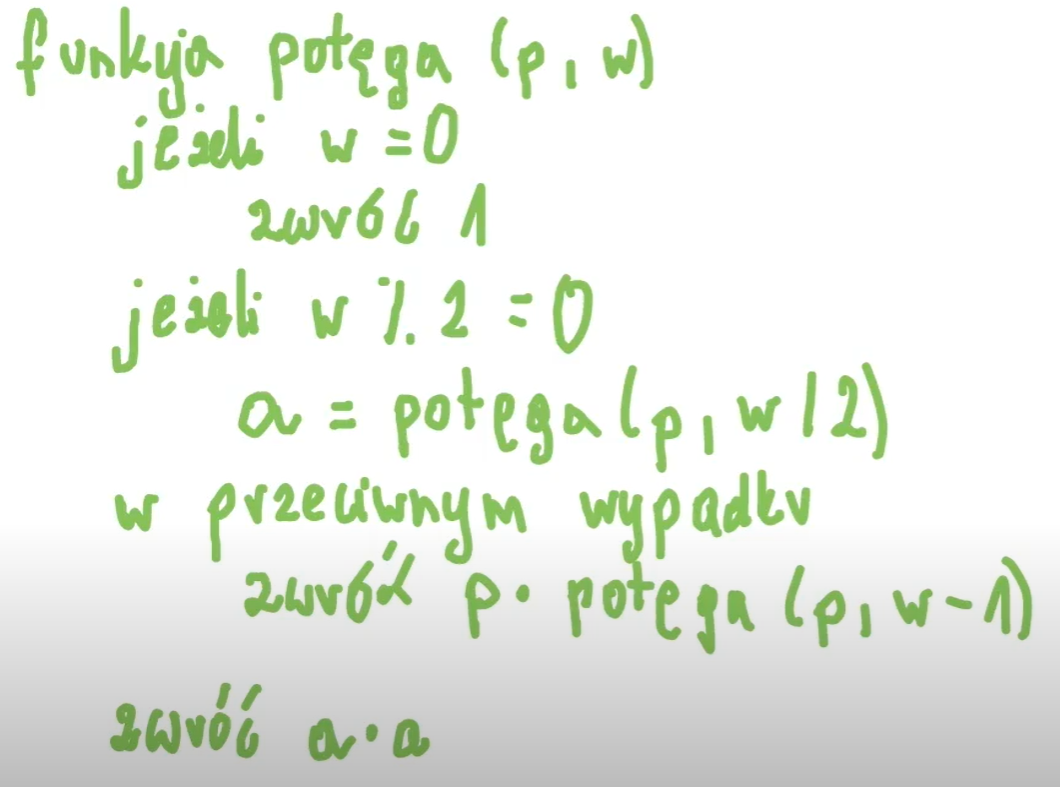 funkcja potęga (p, w)
jeżeli w = 0
zwróć 1
jeżeli w % 2 = 0
a = potęga(p, w/2)
w przeciwnym wypadku
zwróć p · potęga (p, w-1)
zwróć a · a